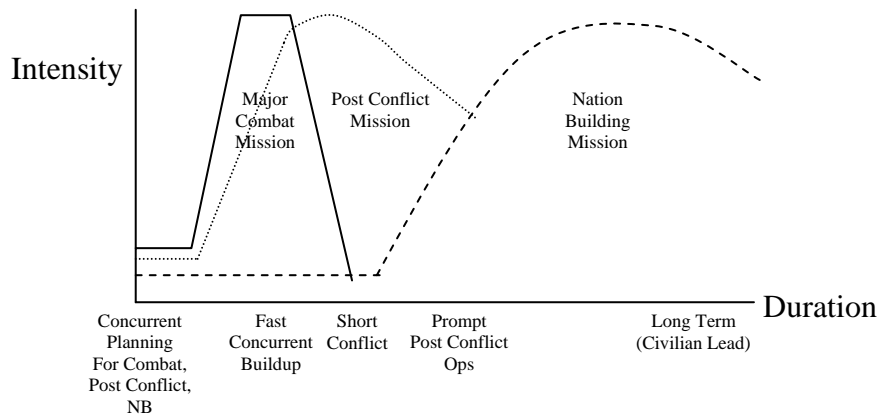 Intensity
Major
Combat
Mission
Post Conflict
Mission
Nation
Building
Mission
Duration
Concurrent
Planning
For Combat,
Post Conflict,
NB
Fast
Concurrent
Buildup
Short
Conflict
Prompt
Post Conflict
Ops
Long Term
(Civilian Lead)